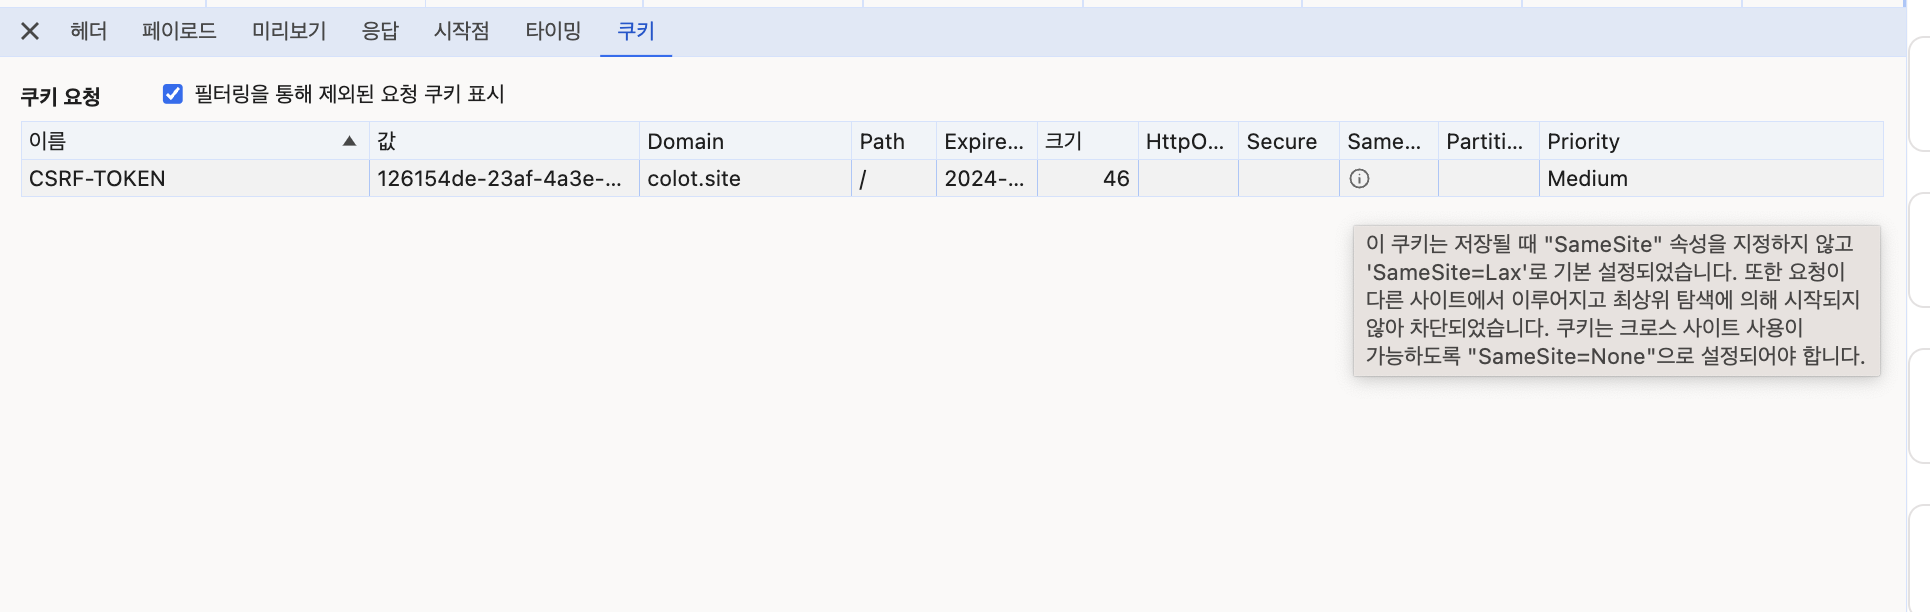 헤더 페이로드 미리보기 응답 시작점 타이밍 쿠키
쿠키 요청 필터링을 통해 제외된 요청 쿠키 표시
이름 값 Domain Path Expire... 크기 HttpO... Secure Same... Partiti... Priority
CSRF-TOKEN 126154de-23af-4a3e-... colot.site / 2024-... 46 Medium
이 쿠키는 저장될 때 "SameSite" 속성을 지정하지 않고
'SameSite=Lax'로 기본 설정되었습니다. 또한 요청이
다른 사이트에서 이루어지고 최상위 탐색에 의해 시작되지
않아 차단되었습니다. 쿠키는 크로스 사이트 사용이
가능하도록 "SameSite=None"으로 설정되어야 합니다.